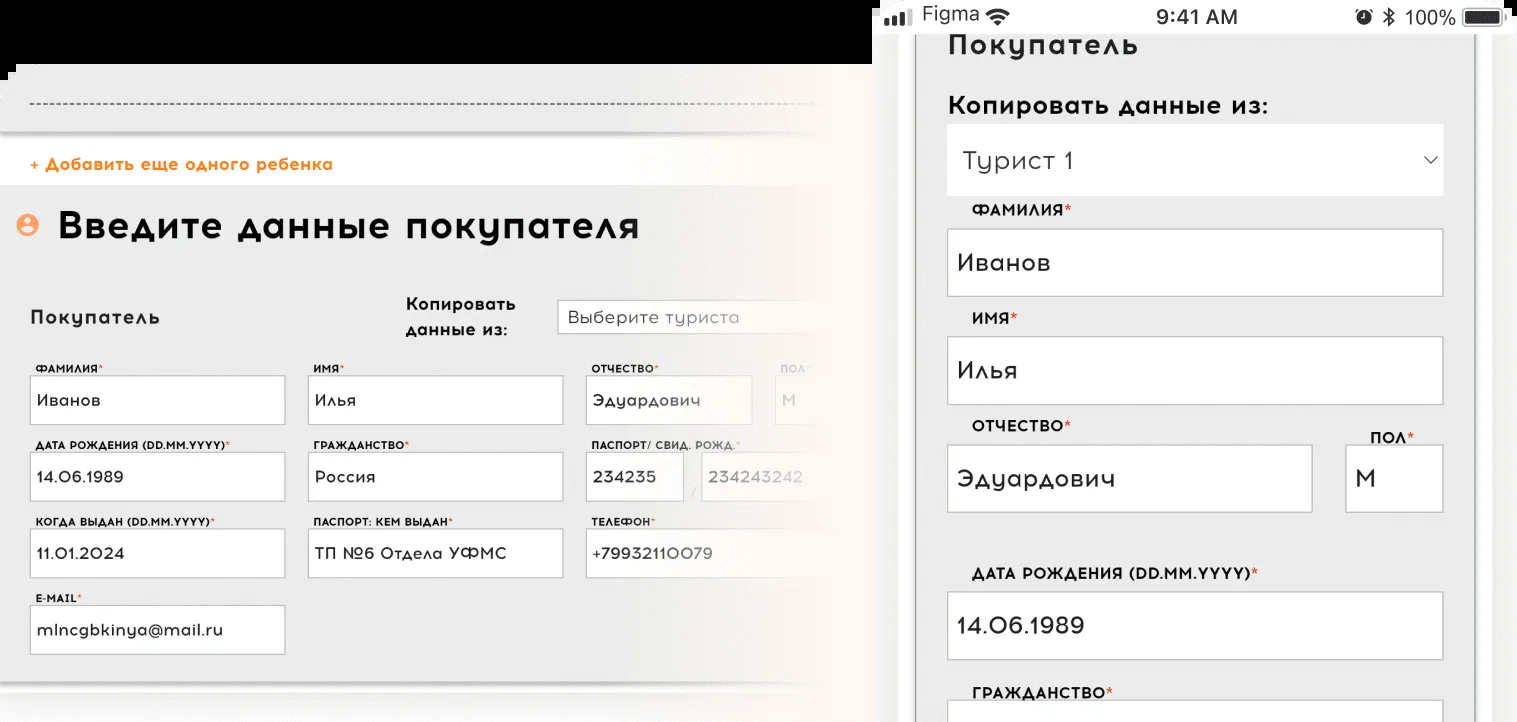 + Добавить еще одного ребенка
Введите данные покупателя
Покупатель
Копировать
данные из:
Выберите туриста
ФАМИЛИЯ*
ИМЯ*
ОТЧЕСТВО*
ПОЛ*
Иванов
Илья
Эдуардович
М
ДАТА РОЖДЕНИЯ (DD.MM.YYYY)*
ГРАЖДАНСТВО*
ПАСПОРТ/ СВИД. РОЖД.*
14.06.1989
Россия
234235
/
234243242
КОГДА ВЫДАН (DD.MM.YYYY)*
ПАСПОРТ: КЕМ ВЫДАН*
ТЕЛЕФОН*
11.01.2024
ТП №6 Отдела УФМС
+79932110079
E-MAIL*
mlncgbkinya@mail.ru
Figma
9:41 AM
100%
Покупатель
Копировать данные из:
Турист 1
ФАМИЛИЯ*
Иванов
ИМЯ*
Илья
ОТЧЕСТВО*
ПОЛ*
Эдуардович
М
ДАТА РОЖДЕНИЯ (DD.MM.YYYY)*
14.06.1989
ГРАЖДАНСТВО*